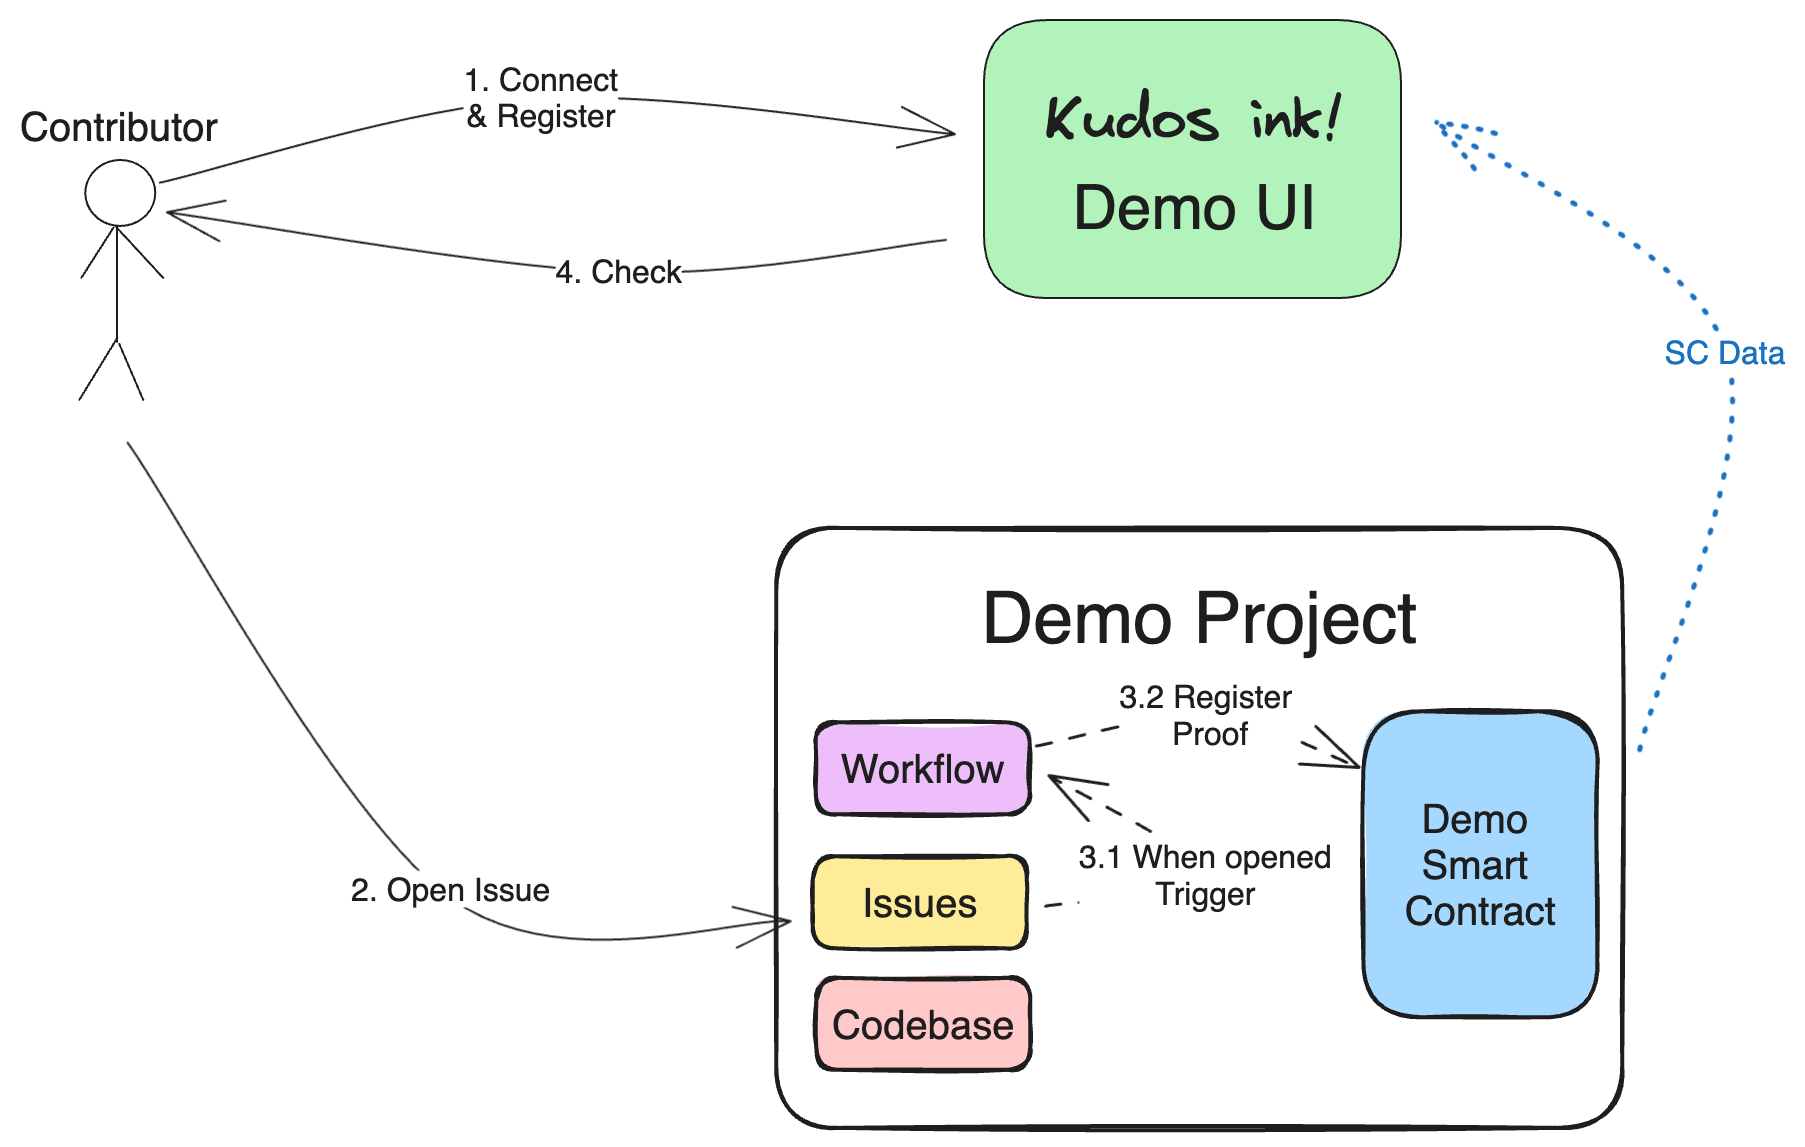 1. Connect
& Register
Contributor
Kudos ink!
Demo UI
4. Check
SC Data
2. Open Issue
Demo Project
3.2 Register
Proof
Workflow
3.1 When opened
Trigger
Issues
Codebase
Demo
Smart
Contract